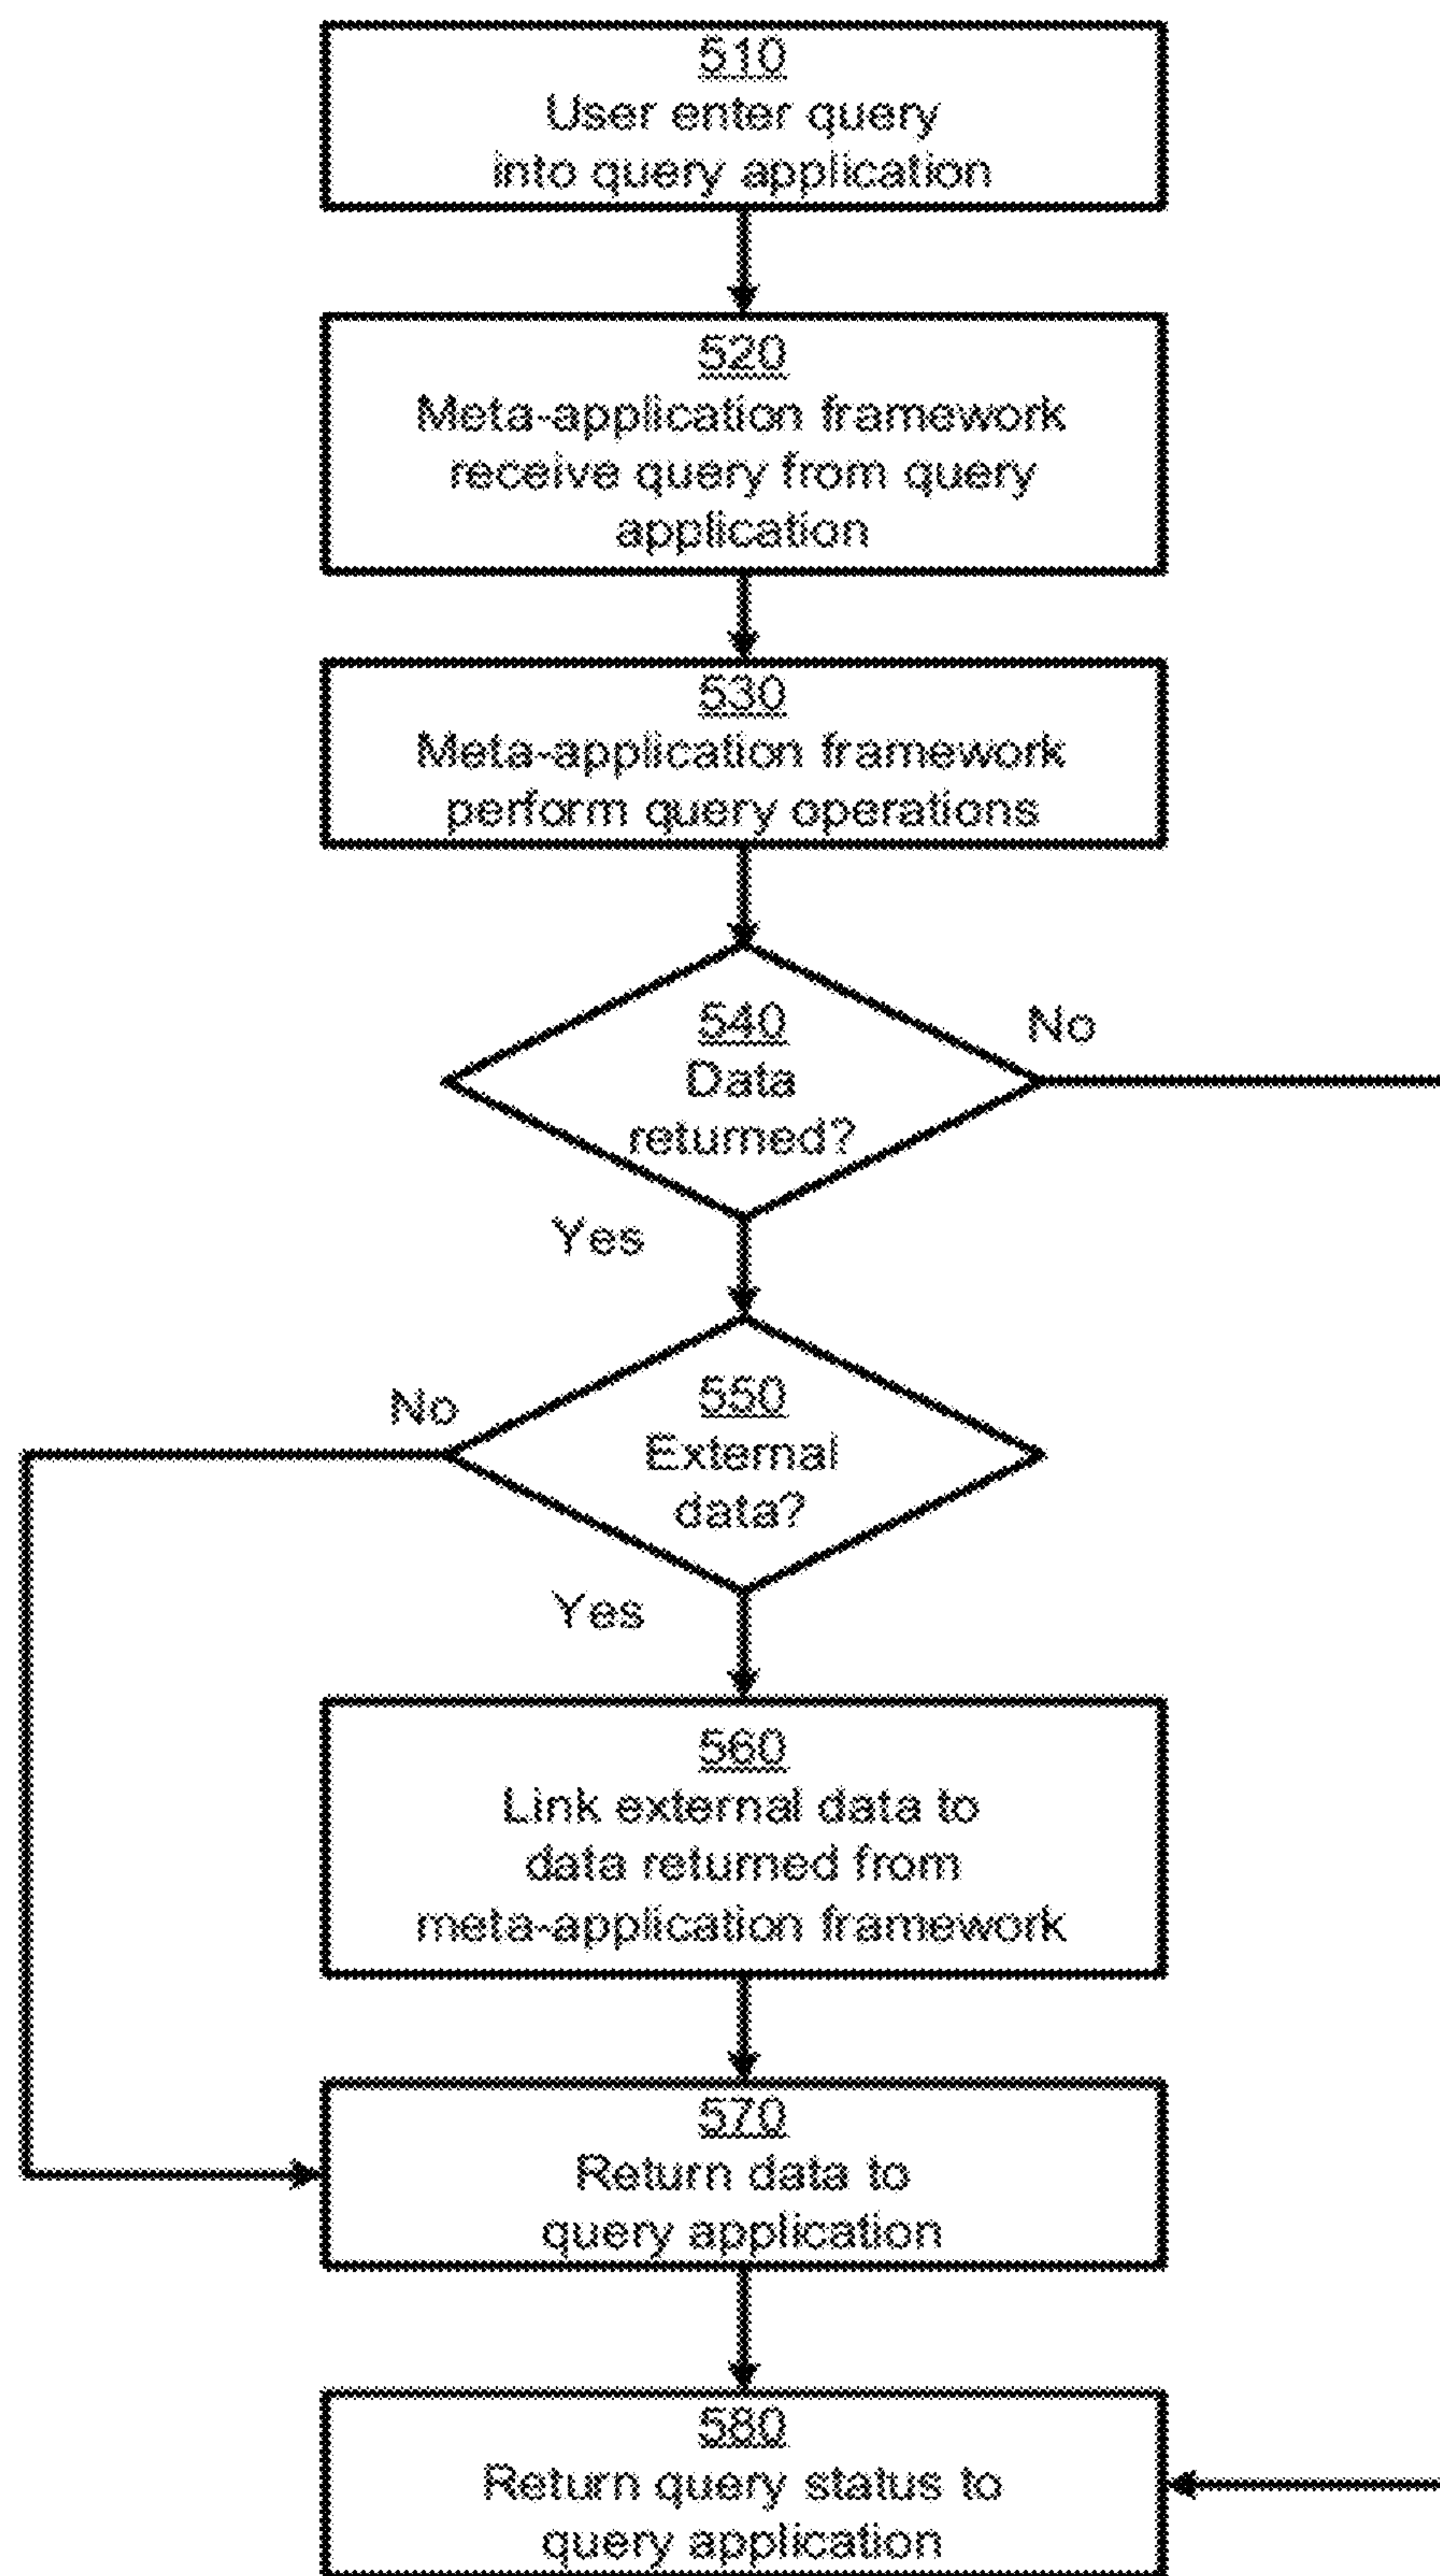 510
User enter query
into query application
520
Meta-application framework
receive query from query
application
530
Meta-application framework
perform query operations
540
Data
returned?
No
Yes
550
External
data?
No
Yes
560
Link external data to
data returned from
meta-application framework
570
Return data to
query application
580
Return query status to
query application